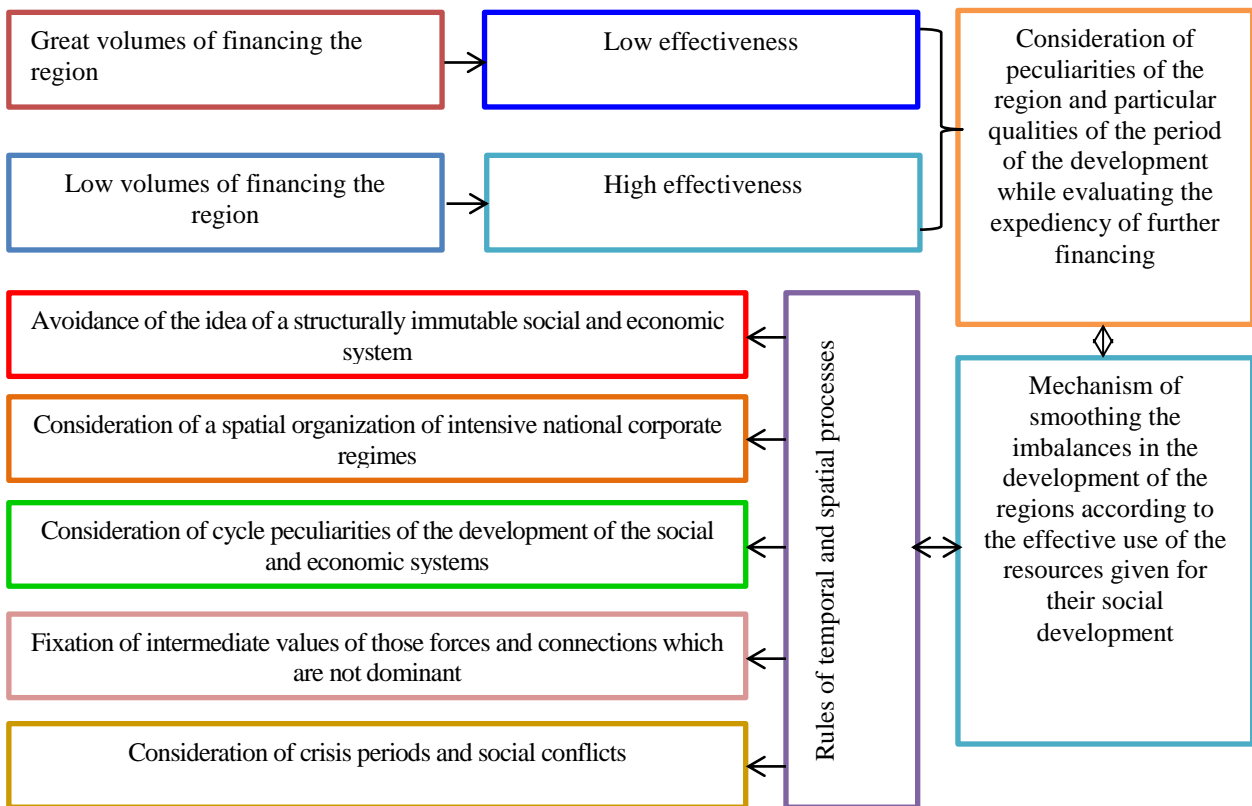 Great volumes of financing the
region
Low effectiveness
Consideration of
peculiarities of the
region and particular
qualities of the period
of the development
while evaluating the
expediency of further
financing
Low volumes of financing the
region
High effectiveness
Avoidance of the idea of a structurally immutable social and economic
system
Consideration of a spatial organization of intensive national corporate
regimes
Consideration of cycle peculiarities of the development of the social
and economic systems
Fixation of intermediate values of those forces and connections which
are not dominant
Consideration of crisis periods and social conflicts
Rules of temporal and spatial processes
Mechanism of
smoothing the
imbalances in the
development of the
regions according to
the effective use of the
resources given for
their social
development